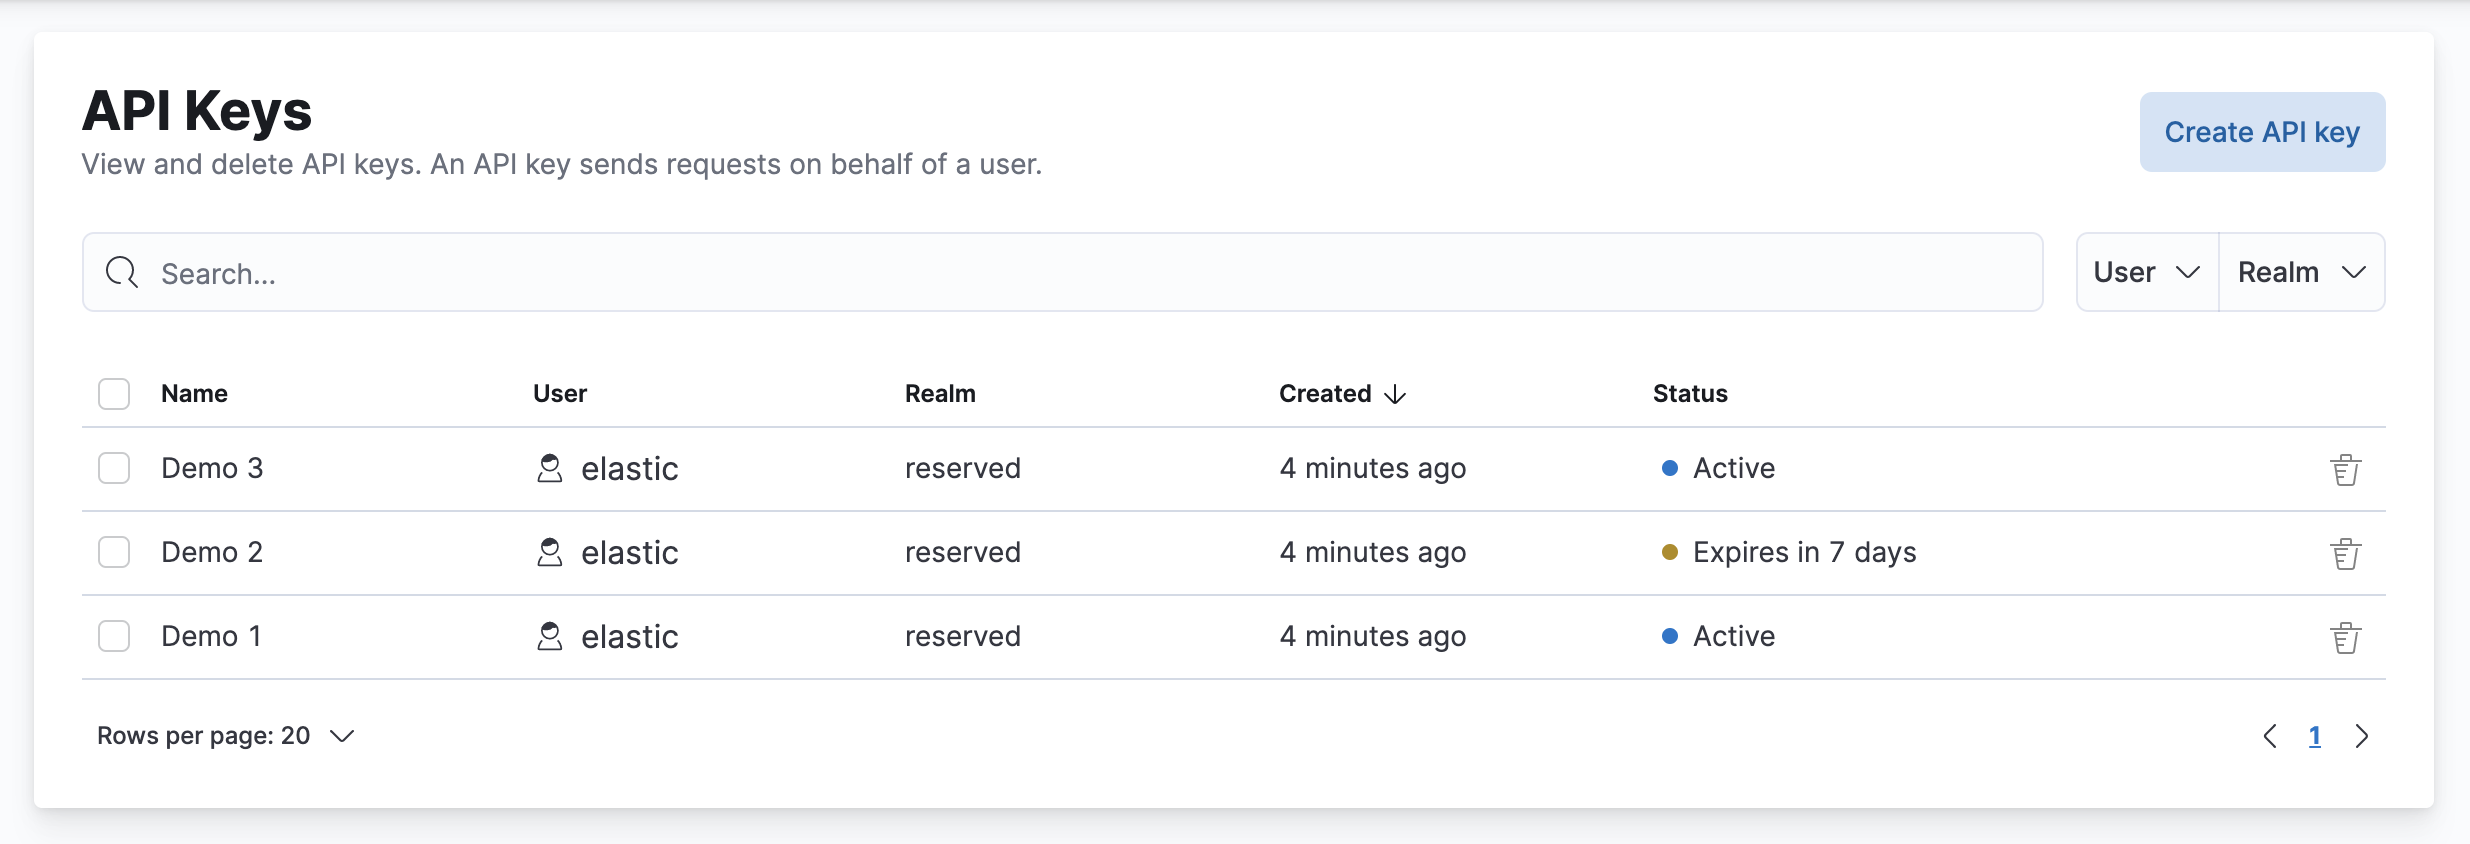 API Keys
View and delete API keys. An API key sends requests on behalf of a user.
Create API key
Search...
User
Realm
Name User Realm Created Status
Demo 3 elastic reserved 4 minutes ago Active
Demo 2 elastic reserved 4 minutes ago Expires in 7 days
Demo 1 elastic reserved 4 minutes ago Active
Rows per page: 20
1